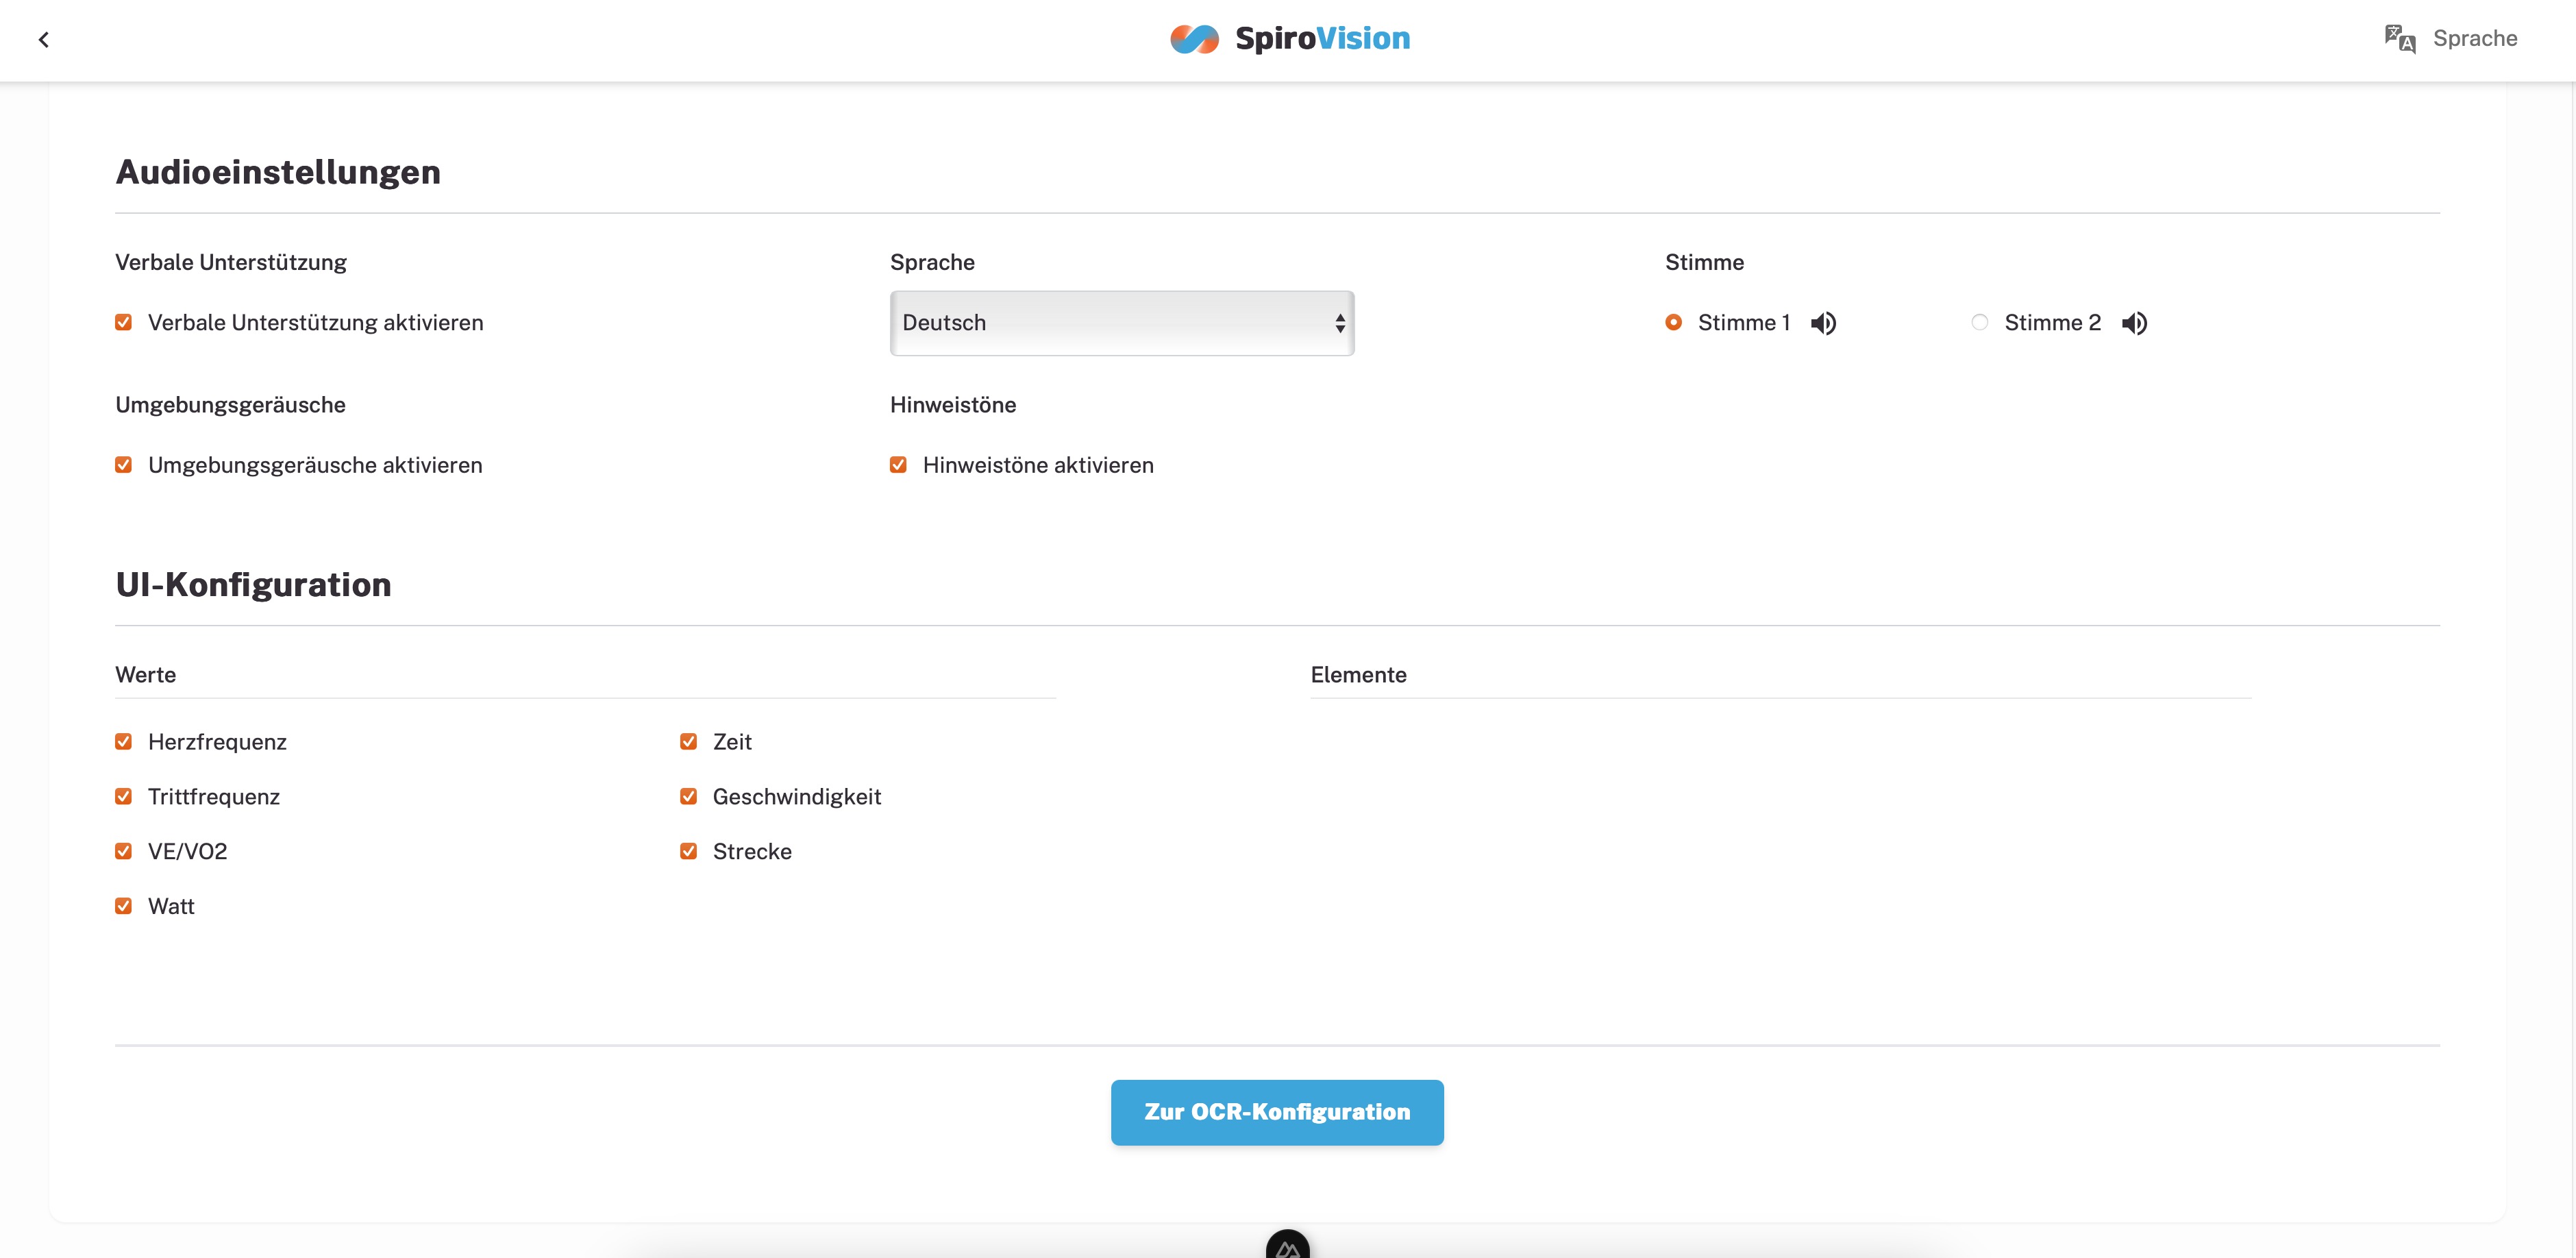 SpiroVision
Sprache
Audioeinstellungen
Verbale Unterstützung
Sprache
Stimme
Verbale Unterstützung aktivieren
Deutsch
Stimme 1
Stimme 2
Umgebungsgeräusche
Hinweistöne
Umgebungsgeräusche aktivieren
Hinweistöne aktivieren
UI-Konfiguration
Werte
Elemente
Herzfrequenz
Zeit
Trittfrequenz
Geschwindigkeit
VE/VO2
Strecke
Watt
Zur OCR-Konfiguration